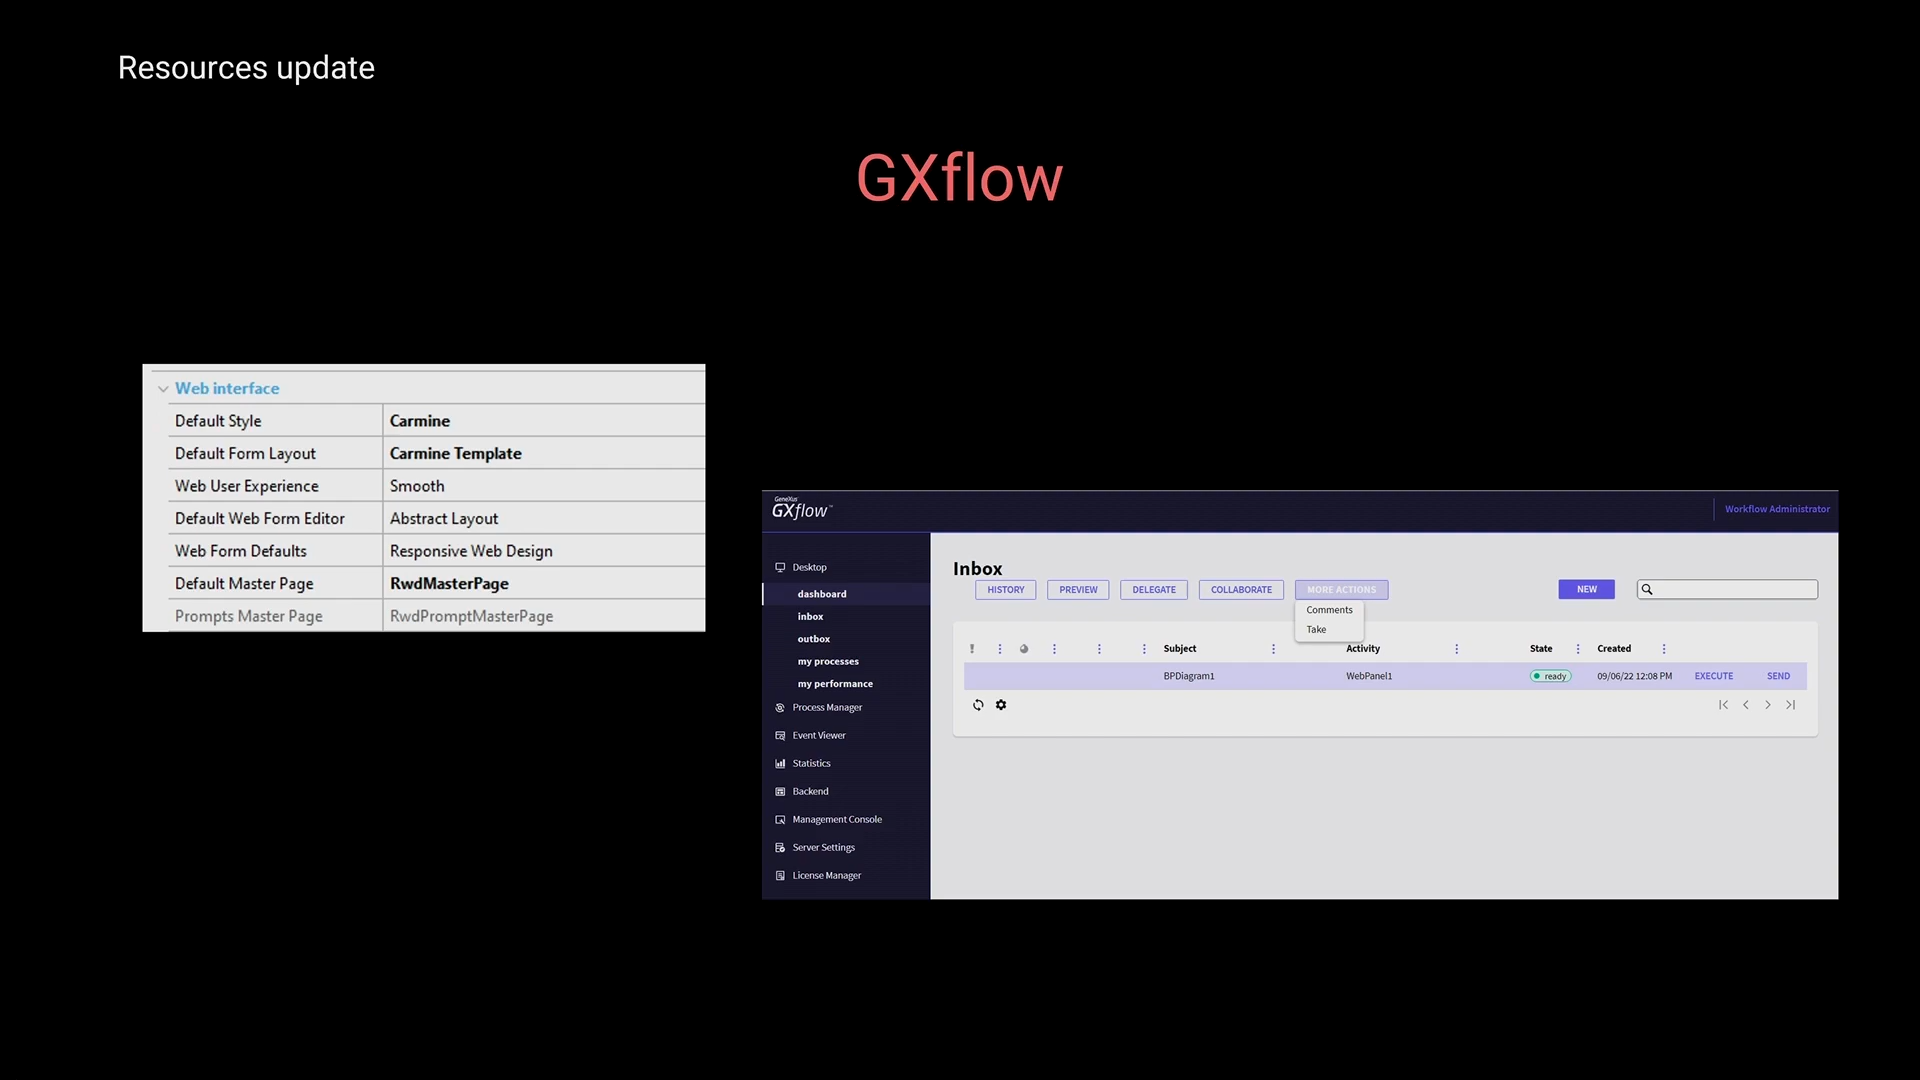 Resources update
GXflow
Web interface
Default Style Carmine
Default Form Layout Carmine Template
Web User Experience Smooth
Default Web Form Editor Abstract Layout
Web Form Defaults Responsive Web Design
Default Master Page RwdMasterPage
Prompts Master Page RwdPromptMasterPage
GeneXus
GXflow™
Workflow Administrator
Desktop
dashboard
inbox
outbox
my processes
my performance
Process Manager
Event Viewer
Statistics
Backend
Management Console
Server Settings
License Manager
Inbox
HISTORY PREVIEW DELEGATE COLLABORATE MORE ACTIONS NEW
Comments
Take
! Subject Activity State Created
BPDiagram1 WebPanel1 ready 09/06/22 12:08 PM EXECUTE SEND